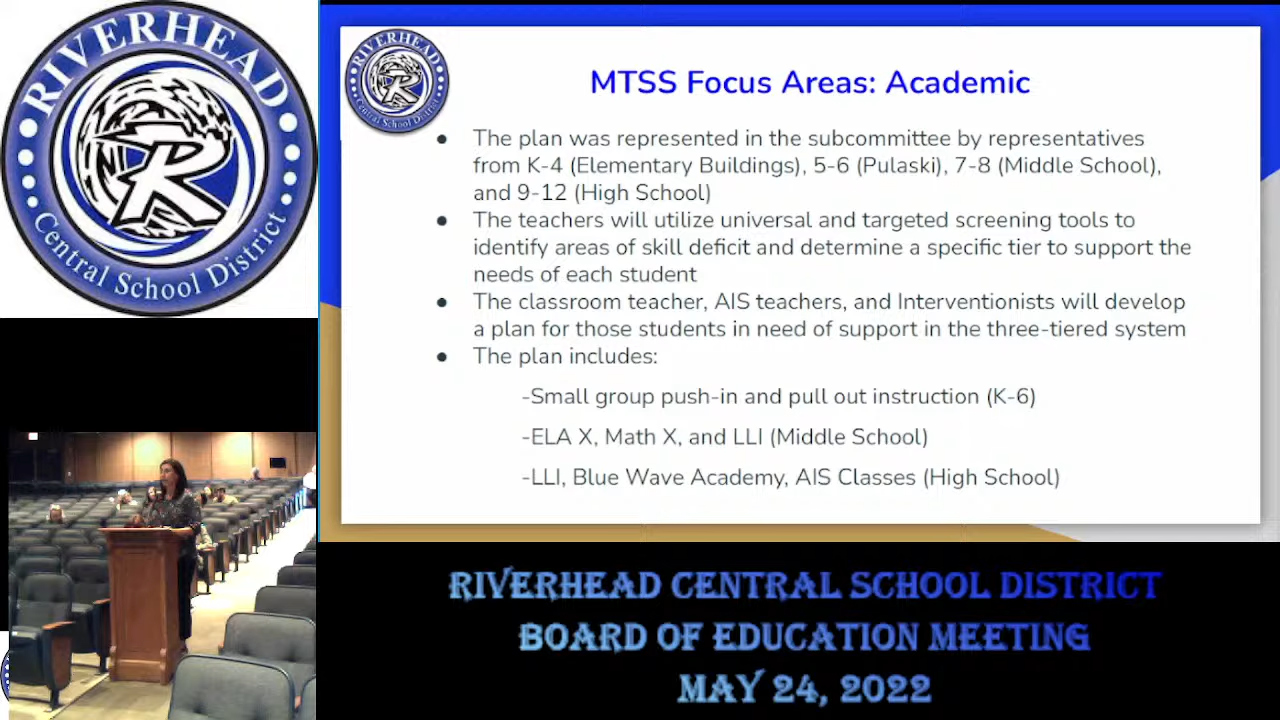 RIVERHEAD
R
Central School District
RIVERHEAD
R
Central School District
MTSS Focus Areas: Academic
● The plan was represented in the subcommittee by representatives
from K-4 (Elementary Buildings), 5-6 (Pulaski), 7-8 (Middle School),
and 9-12 (High School)
● The teachers will utilize universal and targeted screening tools to
identify areas of skill deficit and determine a specific tier to support the
needs of each student
● The classroom teacher, AIS teachers, and Interventionists will develop
a plan for those students in need of support in the three-tiered system
● The plan includes:
-Small group push-in and pull out instruction (K-6)
-ELA X, Math X, and LLI (Middle School)
-LLI, Blue Wave Academy, AIS Classes (High School)
RIVERHEAD CENTRAL SCHOOL DISTRICT
BOARD OF EDUCATION MEETING
MAY 24, 2022